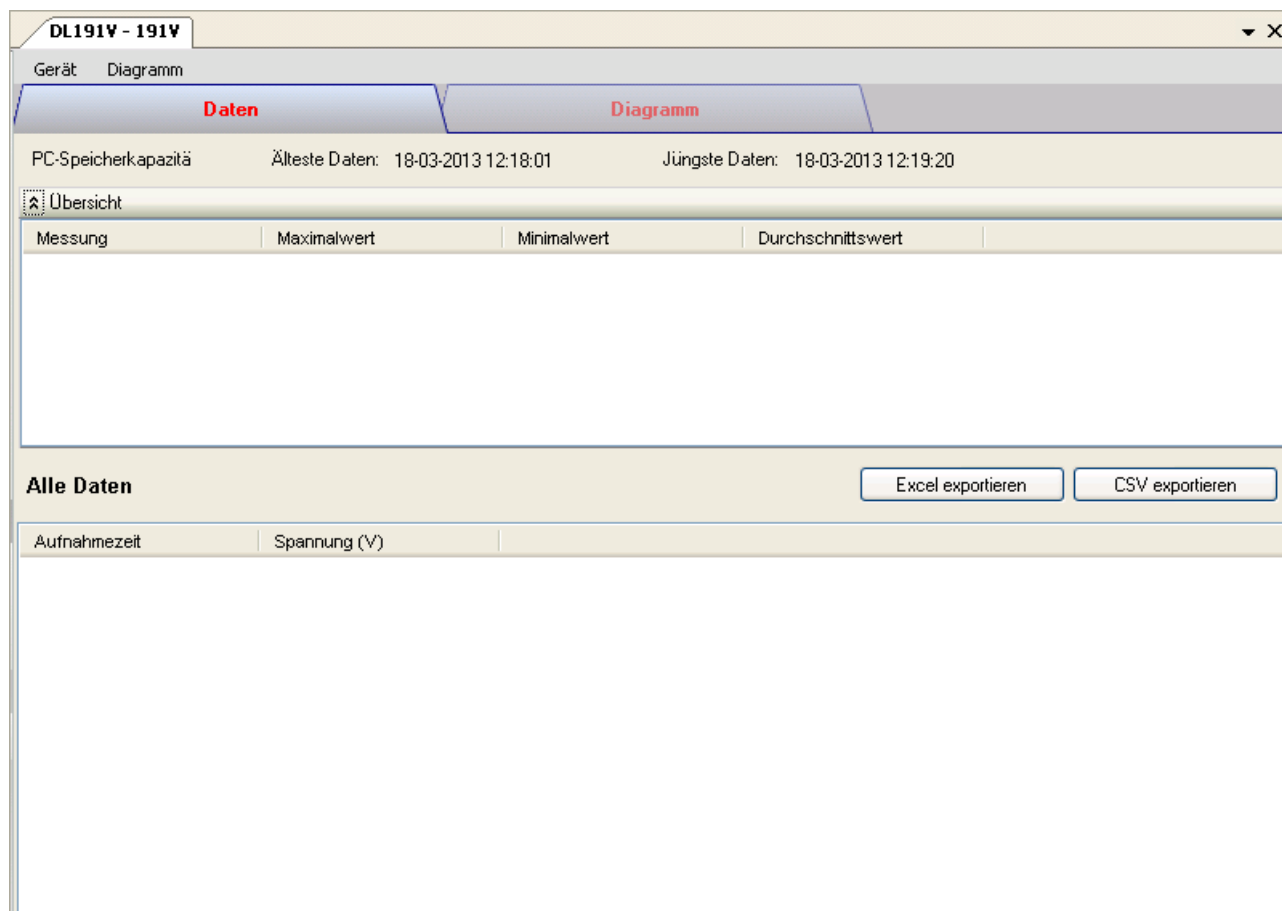 DL191V - 191V
Gerät Diagramm
Daten Diagramm
PC-Speicherkapazitä Älteste Daten: 18-03-2013 12:18:01 Jüngste Daten: 18-03-2013 12:19:20
Übersicht
Messung Maximalwert Minimalwert Durchschnittswert
Alle Daten Excel exportieren CSV exportieren
Aufnahmezeit Spannung (V)